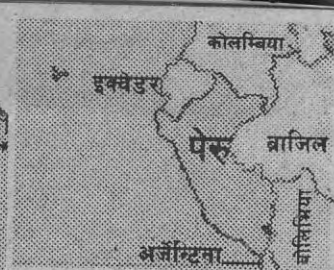 कोलम्बिया
इक्वेडर
पेरू
ब्राजिल
बोलिभिया
अर्जेन्टिना